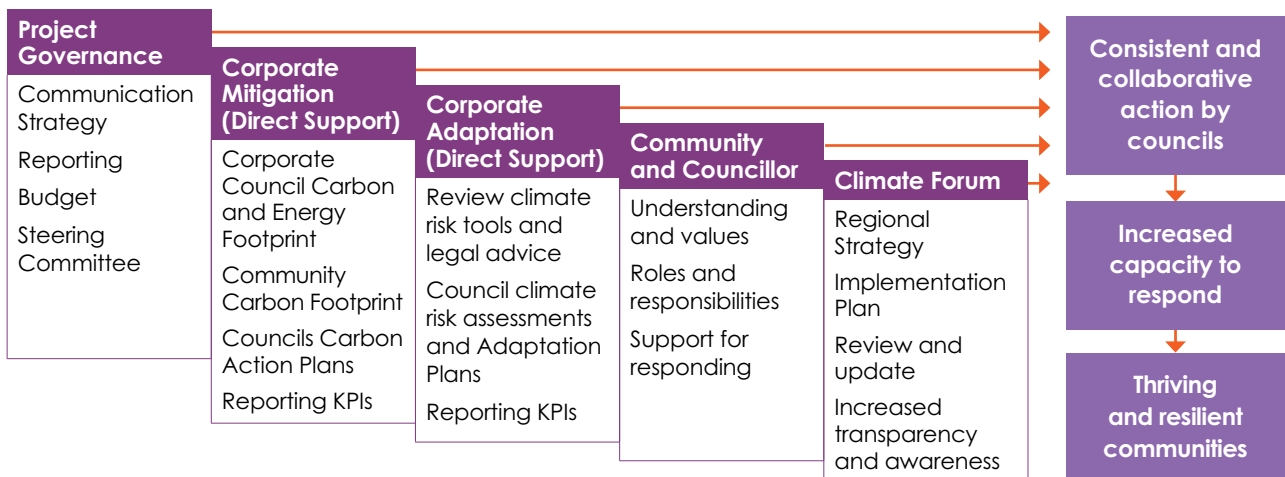 Project
Governance
Communication
Strategy
Reporting
Budget
Steering
Committee
Corporate
Mitigation
(Direct Support)
Corporate
Council Carbon
and Energy
Footprint
Community
Carbon Footprint
Councils Carbon
Action Plans
Reporting KPIs
Corporate
Adaptation
(Direct Support)
Review climate
risk tools and
legal advice
Council climate
risk assessments
and Adaptation
Plans
Reporting KPIs
Community
and Councillor
Understanding
and values
Roles and
responsibilities
Support for
responding
Climate Forum
Regional
Strategy
Implementation
Plan
Review and
update
Increased
transparency
and awareness
Consistent and
collaborative
action by
councils
Increased
capacity to
respond
Thriving
and resilient
communities